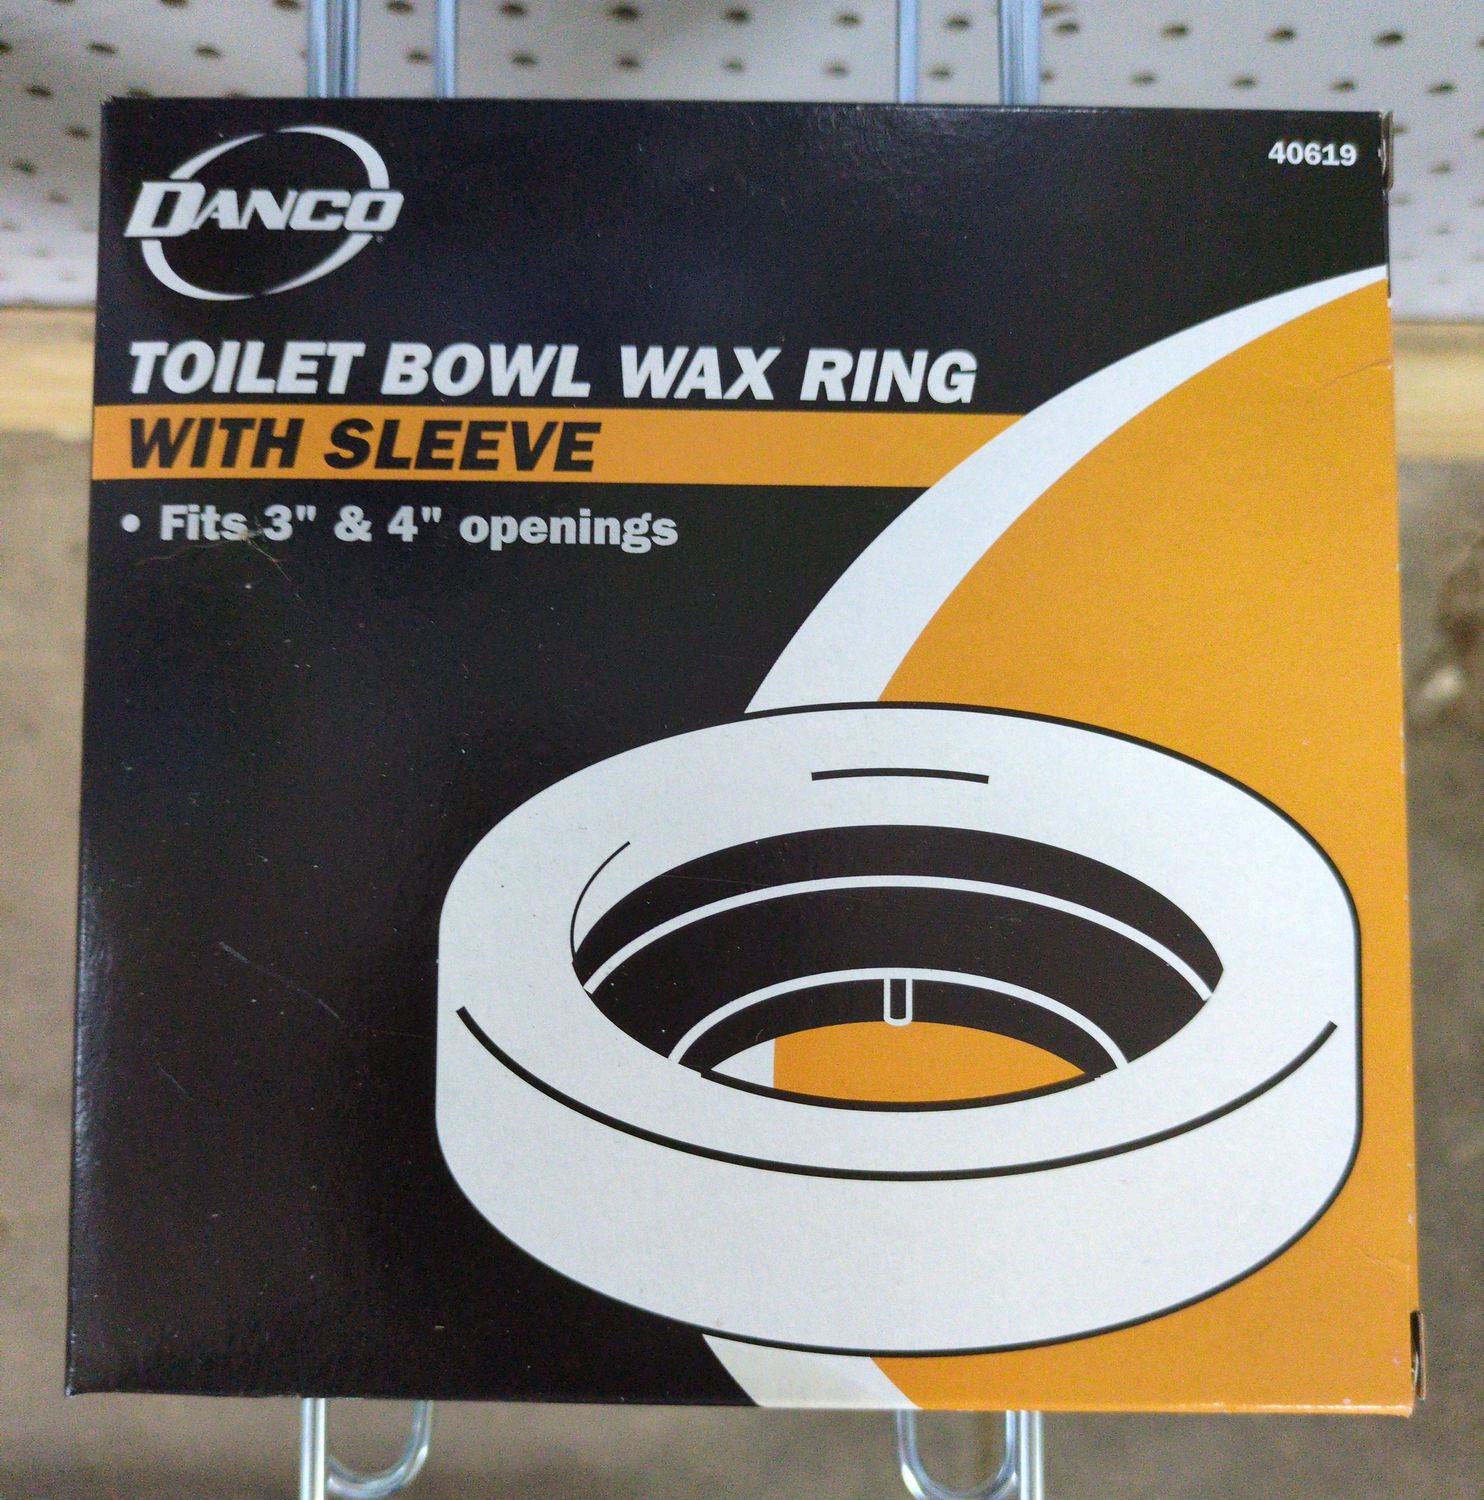 DANCO
40619
TOILET BOWL WAX RING
WITH SLEEVE
• Fits 3" & 4" openings